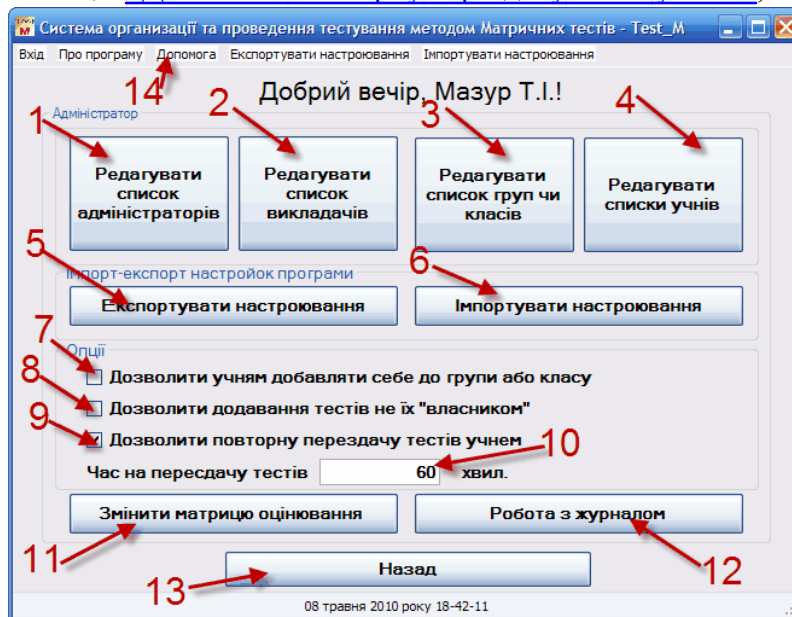 Система организації та проведення тестування методом Матричних тестів - Test_M
Вхід Про програму Допомога Експортувати настроювання Імпортувати настроювання
14
Добрий вечір, Мазур Т.І.!
Адміністратор
1 2 3 4
Редагувати список адміністраторів
Редагувати список викладачів
Редагувати список груп чи класів
Редагувати списки учнів
5 6
Імпорт-експорт настройок програми
Експортувати настроювання
Імпортувати настроювання
7
Опції
Дозволити учням добавляти себе до групи або класу
8
Дозволити додавання тестів не їх "власником"
9
Дозволити повторну перездачу тестів учнем
10
Час на пересдачу тестів 60 хвил.
Змінити матрицю оцінювання
Робота з журналом
11 12
Назад
13
08 травня 2010 року 18-42-11